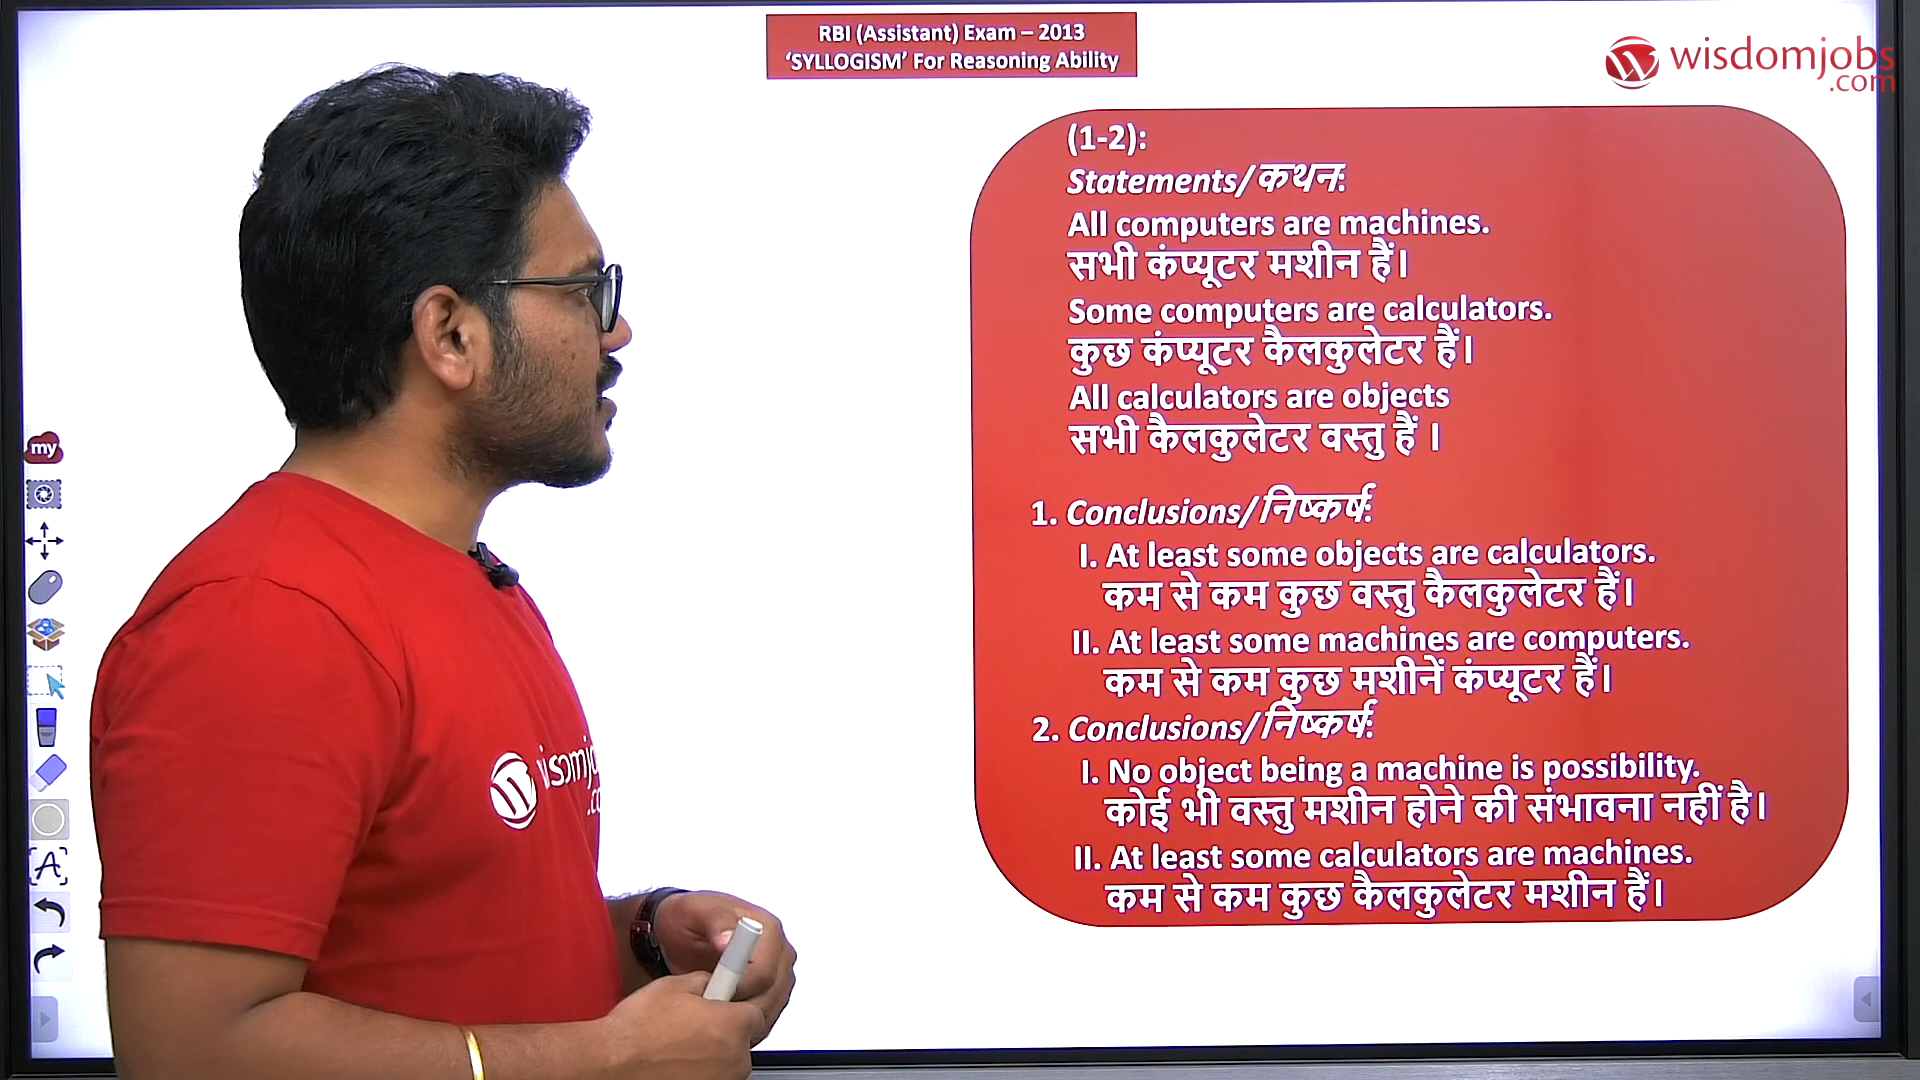 RBI (Assistant) Exam – 2013
‘SYLLOGISM’ For Reasoning Ability
wisdomjobs
.com
(1-2):
Statements/कथन:
All computers are machines.
सभी कंप्यूटर मशीन हैं।
Some computers are calculators.
कुछ कंप्यूटर कैलकुलेटर हैं।
All calculators are objects
सभी कैलकुलेटर वस्तु हैं ।
1. Conclusions/निष्कर्ष:
I. At least some objects are calculators.
कम से कम कुछ वस्तु कैलकुलेटर हैं।
II. At least some machines are computers.
कम से कम कुछ मशीनें कंप्यूटर हैं।
2. Conclusions/निष्कर्ष:
I. No object being a machine is possibility.
कोई भी वस्तु मशीन होने की संभावना नहीं है।
II. At least some calculators are machines.
कम से कम कुछ कैलकुलेटर मशीन हैं।
my
A